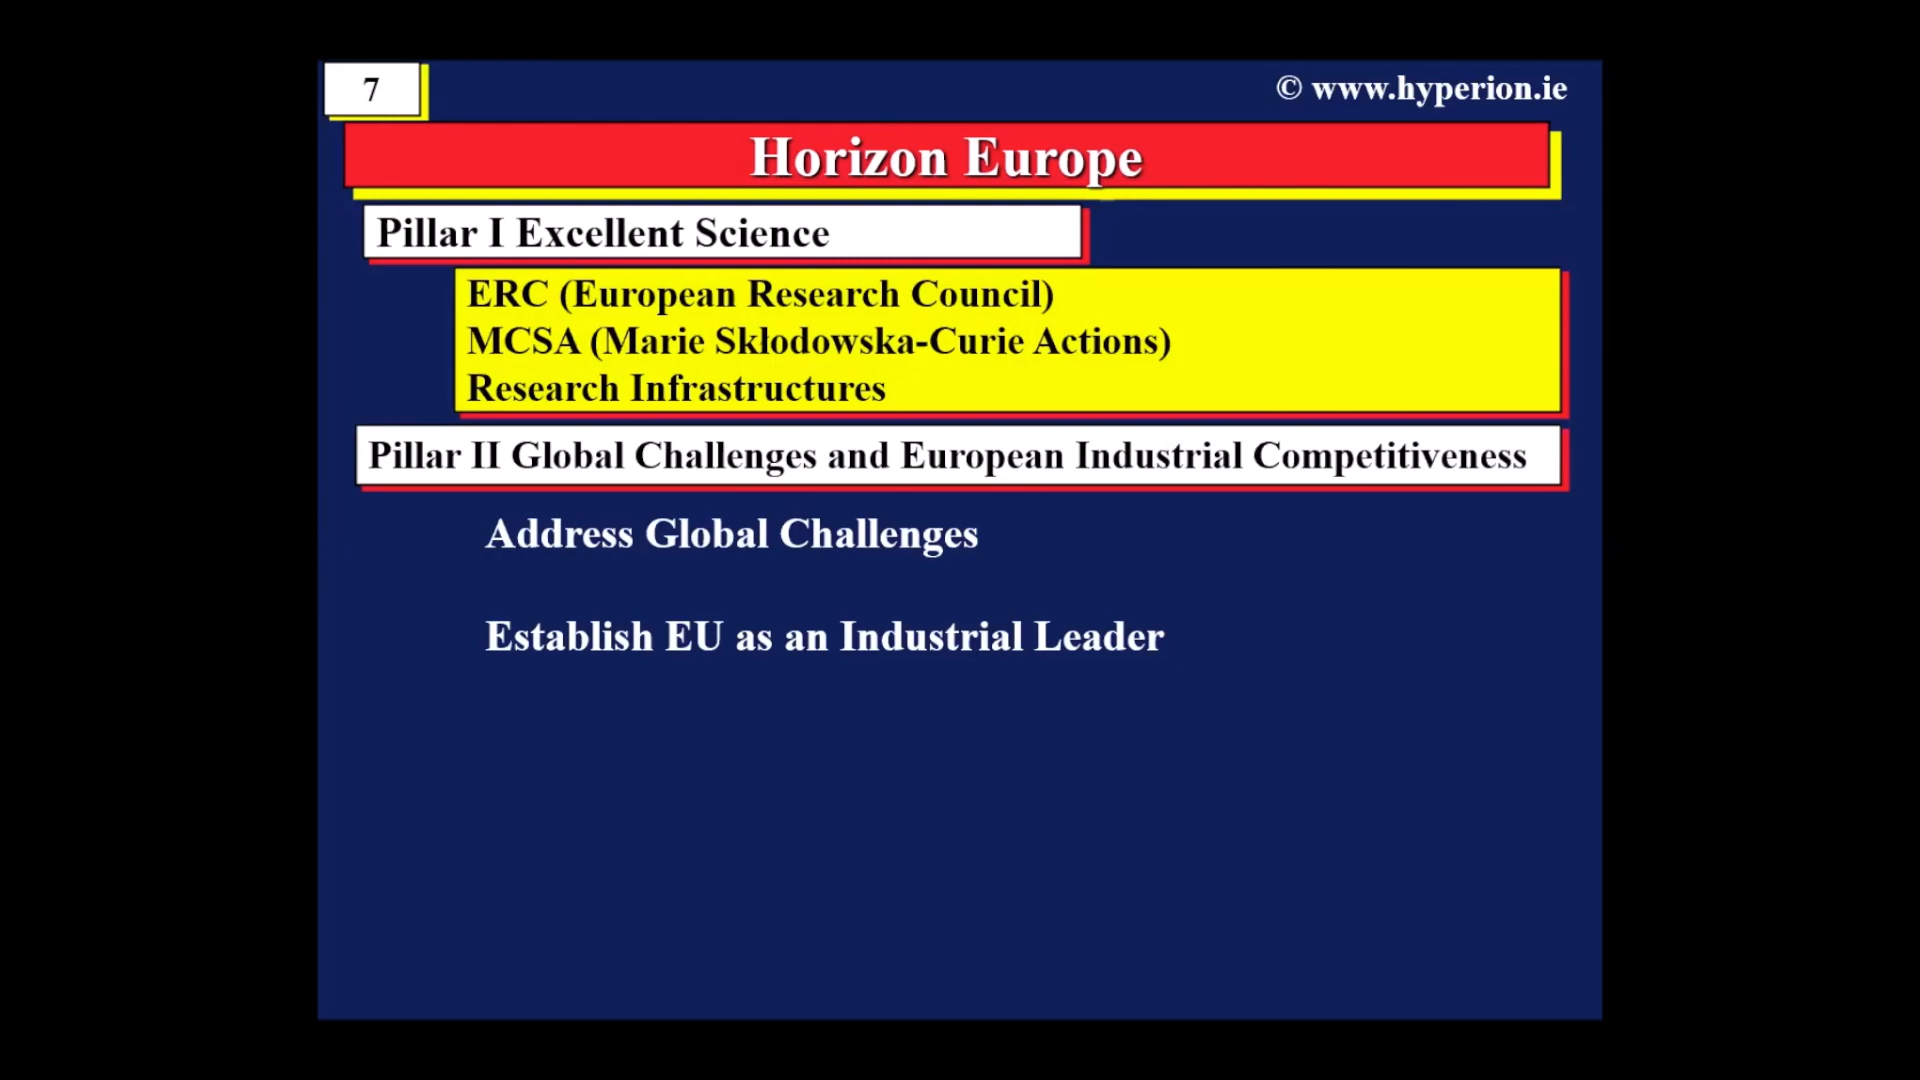 7
© www.hyperion.ie
Horizon Europe
Pillar I Excellent Science
ERC (European Research Council)
MCSA (Marie Skłodowska-Curie Actions)
Research Infrastructures
Pillar II Global Challenges and European Industrial Competitiveness
Address Global Challenges
Establish EU as an Industrial Leader